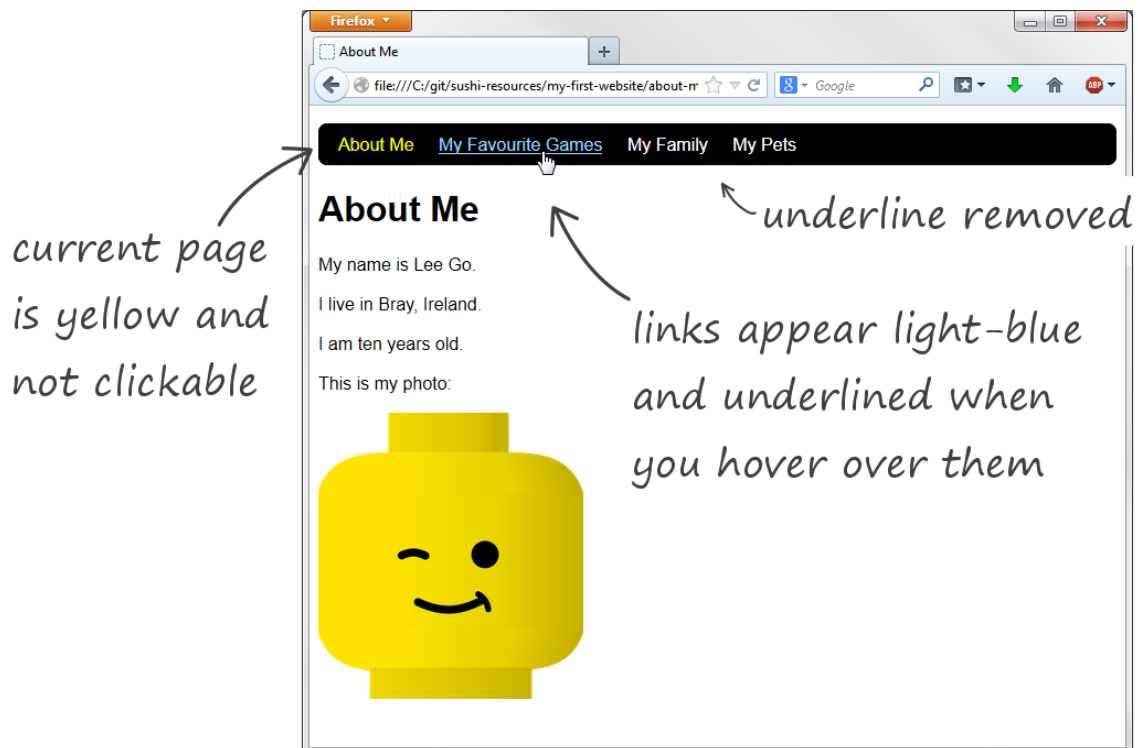 Firefox
About Me
file:///C:/git/sushi-resources/my-first-website/about-m
8 Google
ABP
About Me My Favourite Games My Family My Pets
About Me
underline removed
current page
is yellow and
not clickable
My name is Lee Go.
I live in Bray, Ireland.
I am ten years old.
This is my photo:
links appear light-blue
and underlined when
you hover over them